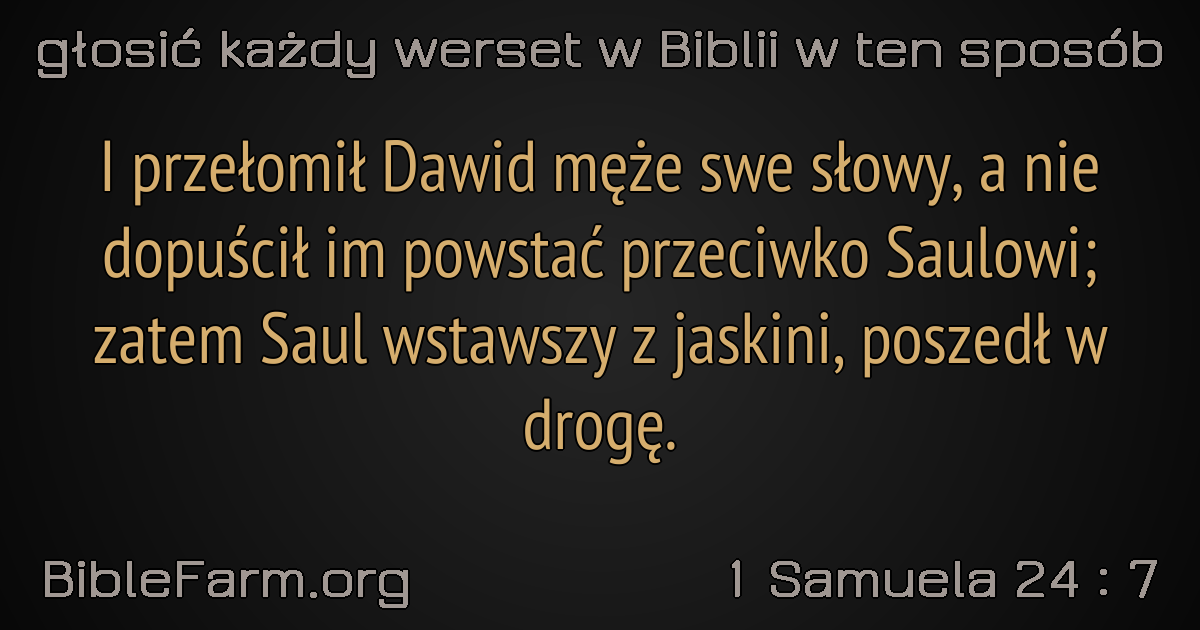 głosić każdy werset w Biblii w ten sposób
I przełomił Dawid męże swe słowy, a nie
dopuścił im powstać przeciwko Saulowi;
zatem Saul wstawszy z jaskini, poszedł w
drogę.
BibleFarm.org
1 Samuela 24 : 7